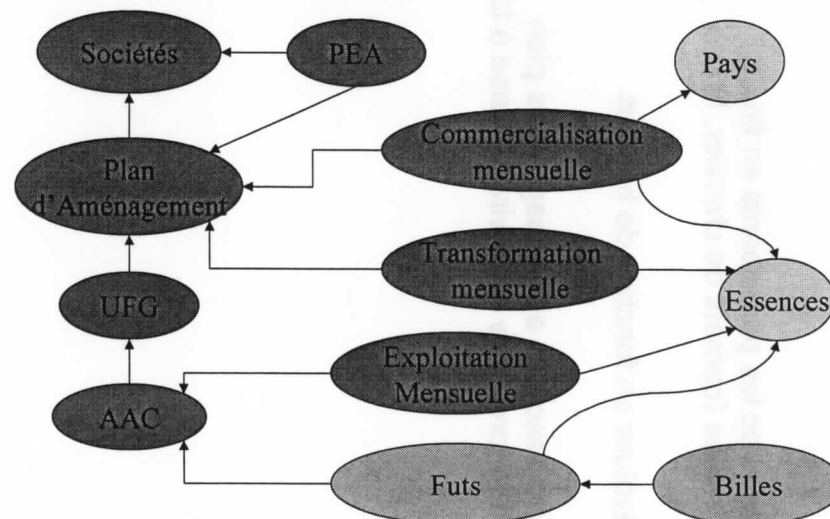 Sociétés
PEA
Pays
Commercialisation
mensuelle
Plan
d'Aménagement
Transformation
mensuelle
UFG
Essences
Exploitation
Mensuelle
AAC
Futs
Billes